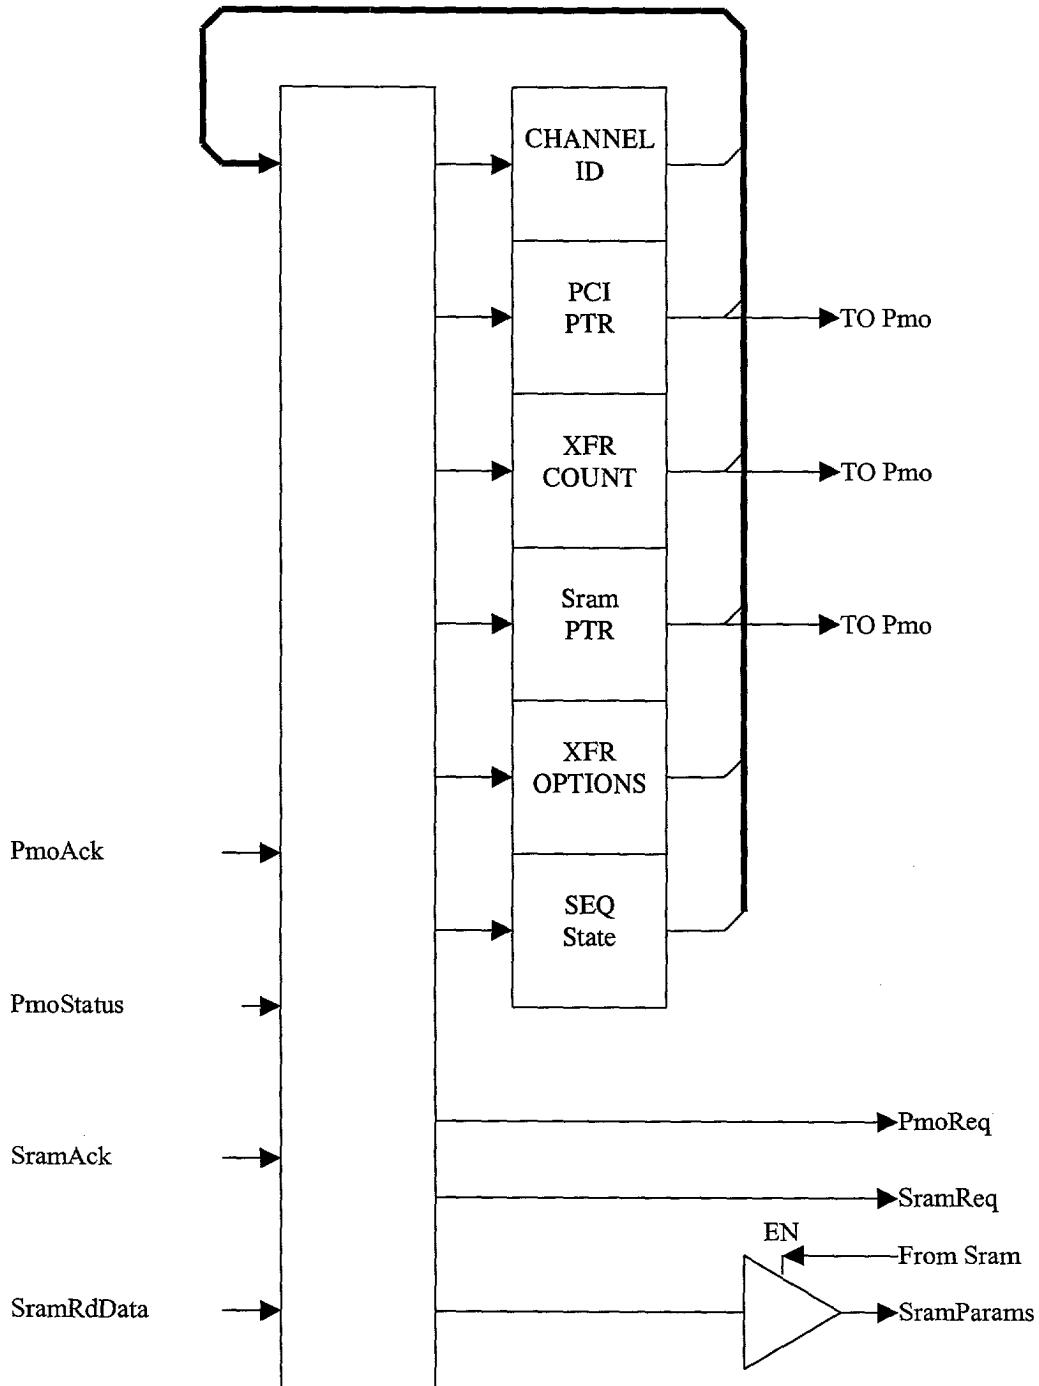 CHANNEL
ID
PCI
PTR
TO Pmo
XFR
COUNT
TO Pmo
Sram
PTR
TO Pmo
XFR
OPTIONS
PmoAck
SEQ
State
PmoStatus
PmoReq
SramAck
SramReq
EN
From Sram
SramRdData
SramParams